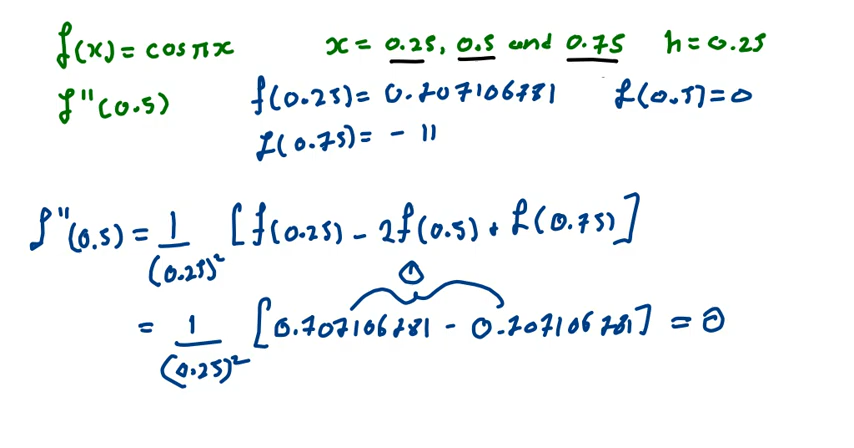 f(x) = cos πx x = 0.25, 0.5 and 0.75 h = 0.25
f"(0.5) f(0.25) = 0.707106781 f(0.5) = 0
f(0.75) = - 11
f"(0.5) = 1/(0.25)² [f(0.25) - 2f(0.5) + f(0.75)]
0
= 1/(0.25)² [0.707106781 - 0.707106781] = 0